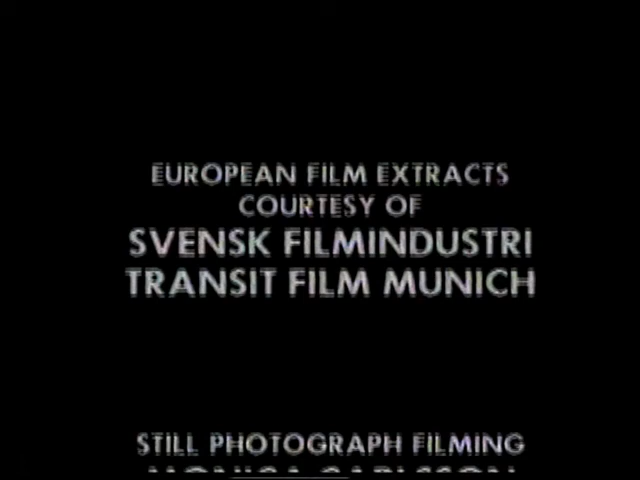 EUROPEAN FILM EXTRACTS
COURTESY OF
SVENSK FILMINDUSTRI
TRANSIT FILM MUNICH
STILL PHOTOGRAPH FILMING